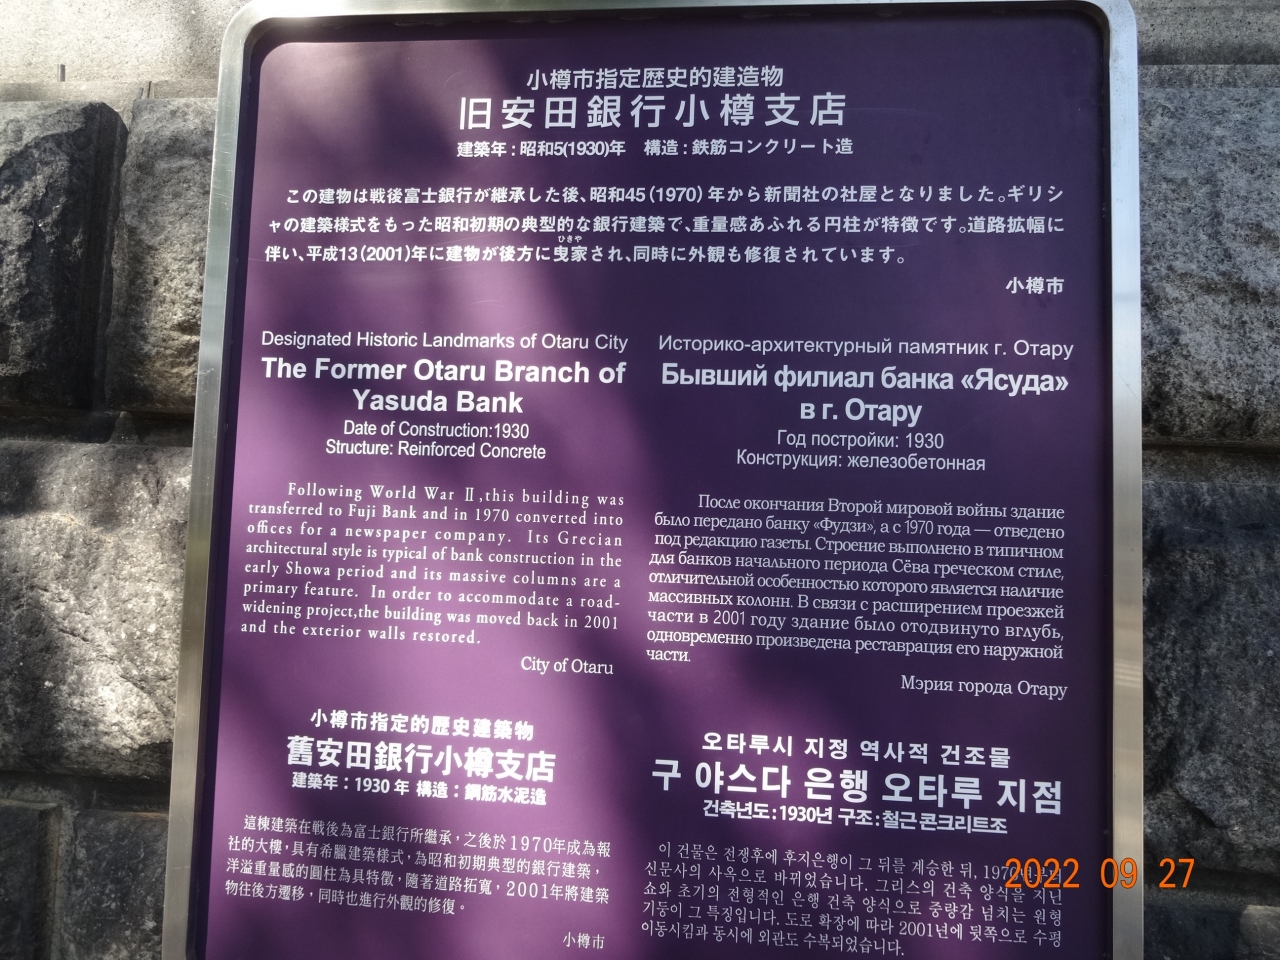 小樽市指定歴史的建造物
旧安田銀行小樽支店
建築年：昭和5(1930)年　構造：鉄筋コンクリート造
この建物は戦後富士銀行が継承した後、昭和45(1970)年から新聞社の社屋となりました。ギリシ
ャの建築様式をもった昭和初期の典型的な銀行建築で、重量感あふれる円柱が特徴です。道路拡幅に
ひきや
伴い、平成13(2001)年に建物が後方に曳家され、同時に外観も修復されています。
小樽市
Designated Historic Landmarks of Otaru City
The Former Otaru Branch of
Yasuda Bank
Date of Construction:1930
Structure: Reinforced Concrete
Following World War Ⅱ,this building was
transferred to Fuji Bank and in 1970 converted into
offices for a newspaper company. Its Grecian
architectural style is typical of bank construction in the
early Showa period and its massive columns are a
primary feature. In order to accommodate a road-
widening project,the building was moved back in 2001
and the exterior walls restored.
City of Otaru
Историко-архитектурный памятник г. Отару
Бывший филиал банка «Ясуда»
в г. Отару
Год постройки: 1930
Конструкция: железобетонная
После окончания Второй мировой войны здание
было передано банку «Фудзи», а с 1970 года — отведено
под редакцию газеты. Строение выполнено в типичном
для банков начального периода Сёва греческом стиле,
отличительной особенностью которого является наличие
массивных колонн. В связи с расширением проезжей
части в 2001 году здание было отодвинуто вглубь,
одновременно произведена реставрация его наружной
части.
Мэрия города Отару
小樽市指定的歷史建築物
舊安田銀行小樽支店
建築年：1930年 構造：鋼筋水泥造
這棟建築在戰後為富士銀行所繼承，之後於1970年成為報
社的大樓，具有希臘建築樣式，為昭和初期典型的銀行建築，
洋溢重量感的圓柱為具特徵，隨著道路拓寬，2001年將建築
物往後方遷移，同時也進行外觀的修復。
小樽市
오타루시 지정 역사적 건조물
구 야스다 은행 오타루 지점
건축년도:1930년 구조:철근 콘크리트조
이 건물은 전쟁후에 후지은행이 그 뒤를 계승한 뒤, 1970년부터
신문사의 사옥으로 바뀌었습니다. 그리스의 건축 양식을 지닌
쇼와 초기의 전형적인 은행 건축 양식으로 중량감 넘치는 원형
기둥이 그 특징입니다. 도로 확장에 따라 2001년에 뒷쪽으로 수평
이동시킴과 동시에 외관도 수복되었습니다.
2022 09 27